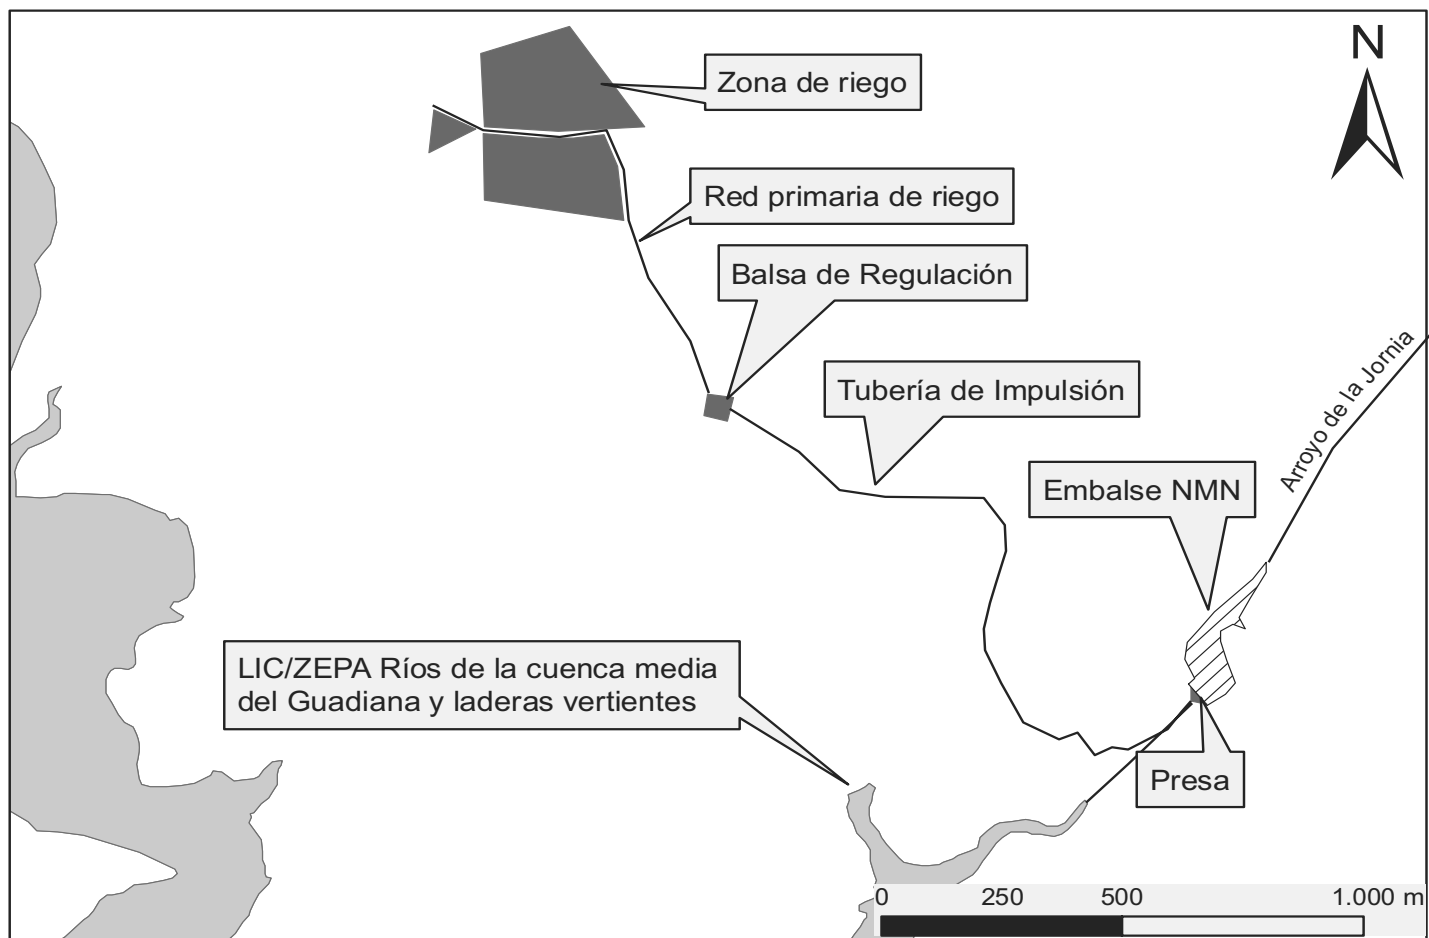 N
Zona de riego
Red primaria de riego
Balsa de Regulación
Tubería de Impulsión
Arroyo de la Jornia
Embalse NMN
LIC/ZEPA Ríos de la cuenca media
del Guadiana y laderas vertientes
Presa
0 250 500 1.000 m